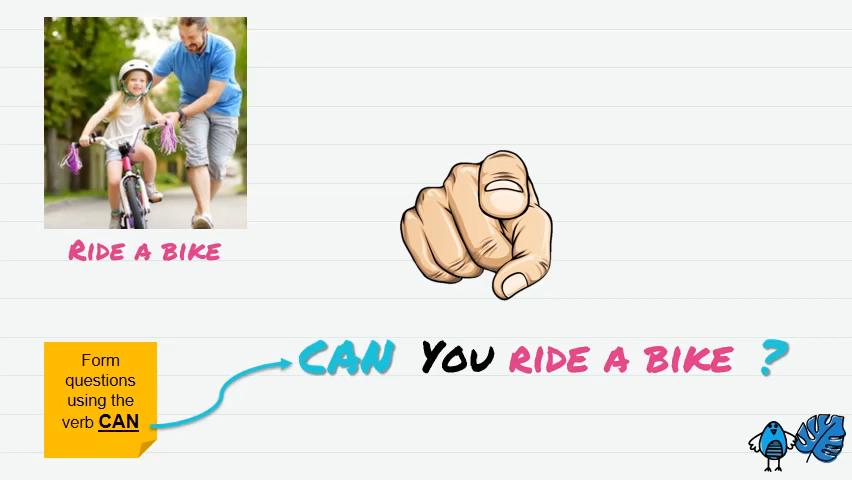 Ride a bike
Form
questions
using the
verb CAN
CAN You ride a bike ?